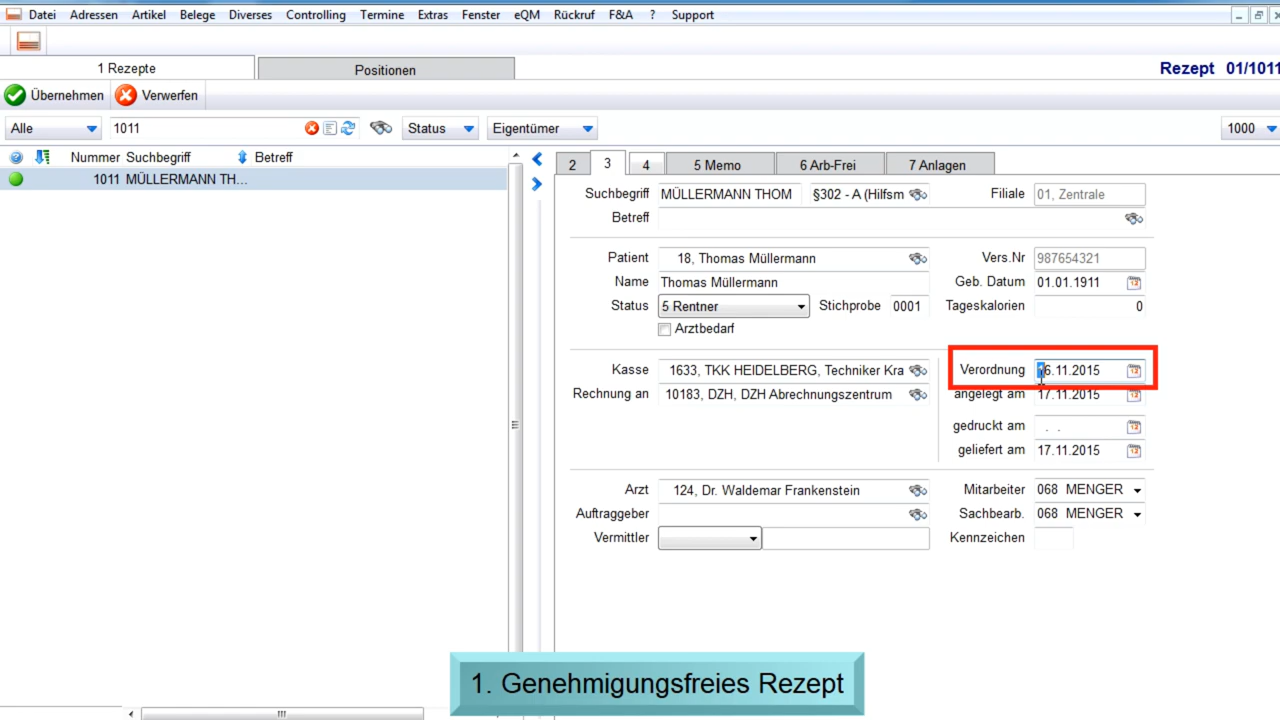 Datei Adressen Artikel Belege Diverses Controlling Termine Extras Fenster eQM Rückruf F&A ? Support
1 Rezepte Positionen Rezept 01/1011
Übernehmen Verwerfen
Alle 1011 Status Eigentümer 1000
Nummer Suchbegriff Betreff
1011 MÜLLERMANN TH...
2 3 4 5 Memo 6 Arb-Frei 7 Anlagen
Suchbegriff MÜLLERMANN THOM §302 - A (Hilfsm Filiale 01, Zentrale
Betreff
Patient 18, Thomas Müllermann Vers.Nr 987654321
Name Thomas Müllermann Geb. Datum 01.01.1911
Status 5 Rentner Stichprobe 0001 Tageskalorien 0
Arztbedarf
Kasse 1633, TKK HEIDELBERG, Techniker Kra Verordnung 16.11.2015
Rechnung an 10183, DZH, DZH Abrechnungszentrum angelegt am 17.11.2015
gedruckt am . .
geliefert am 17.11.2015
Arzt 124, Dr. Waldemar Frankenstein Mitarbeiter 068 MENGER
Auftraggeber Sachbearb. 068 MENGER
Vermittler Kennzeichen
1. Genehmigungsfreies Rezept